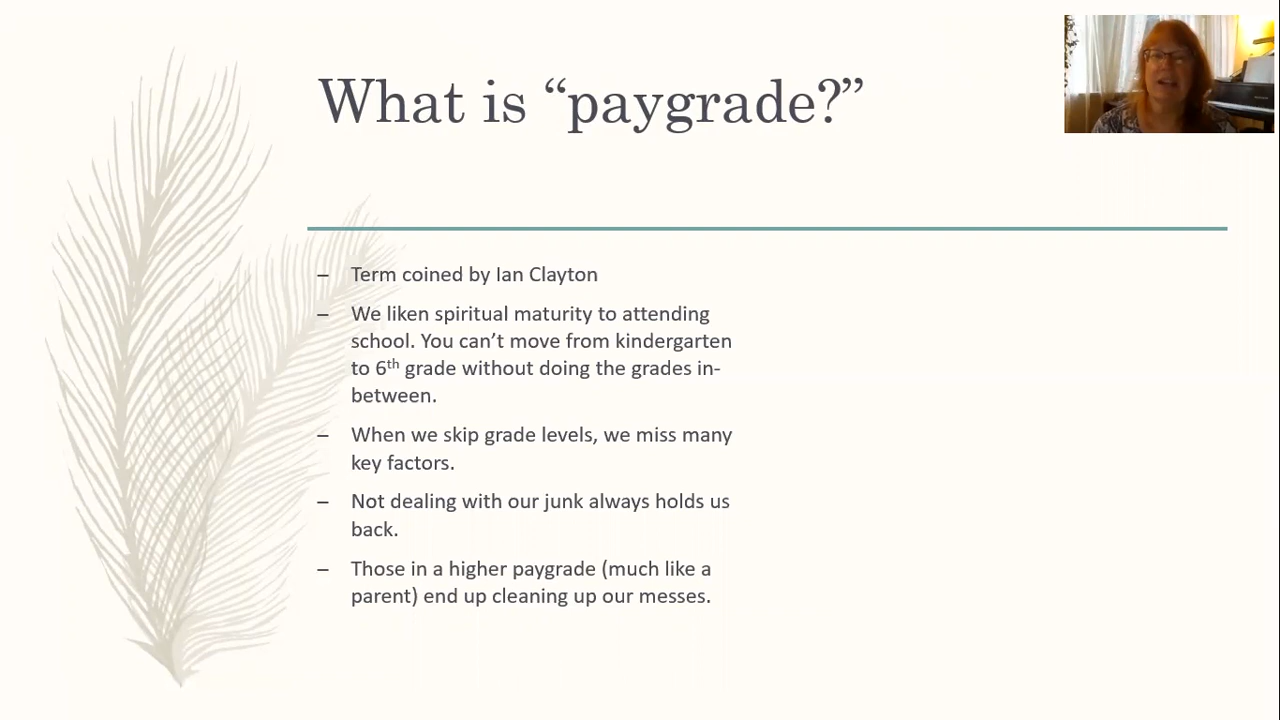 What is “paygrade?”
– Term coined by Ian Clayton
– We liken spiritual maturity to attending
school. You can’t move from kindergarten
to 6th grade without doing the grades in-
between.
– When we skip grade levels, we miss many
key factors.
– Not dealing with our junk always holds us
back.
– Those in a higher paygrade (much like a
parent) end up cleaning up our messes.